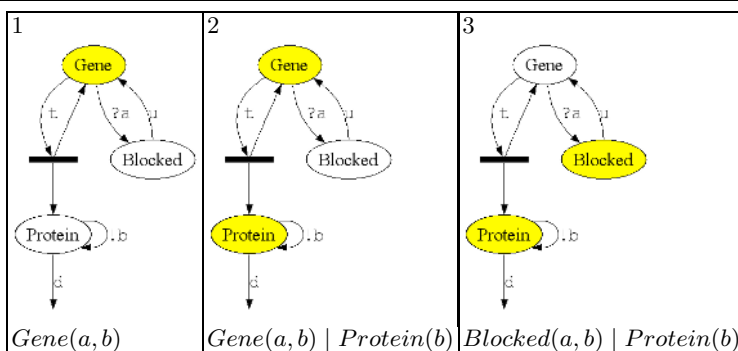 1
Gene
t
?a
u
Blocked
Protein
.b
d
Gene(a, b)
2
Gene
t
?a
u
Blocked
Protein
.b
d
Gene(a, b) | Protein(b)
3
Gene
t
?a
u
Blocked
Protein
.b
d
Blocked(a, b) | Protein(b)